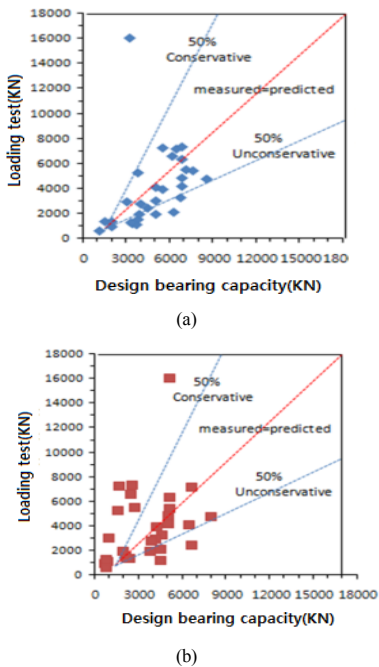 (a)
18000
16000
14000
12000
10000
8000
6000
4000
2000
0
Loading test(KN)
50%
Conservative
measured=predicted
50%
Unconservative
0 3000 6000 9000 12000 15000 180
Design bearing capacity(KN)
(a)
18000
16000
14000
12000
10000
8000
6000
4000
2000
0
Loading test(KN)
50%
Conservative
measured=predicted
50%
Unconservative
0 3000 6000 9000 12000 15000 18000
Design bearing capacity(KN)
(b)